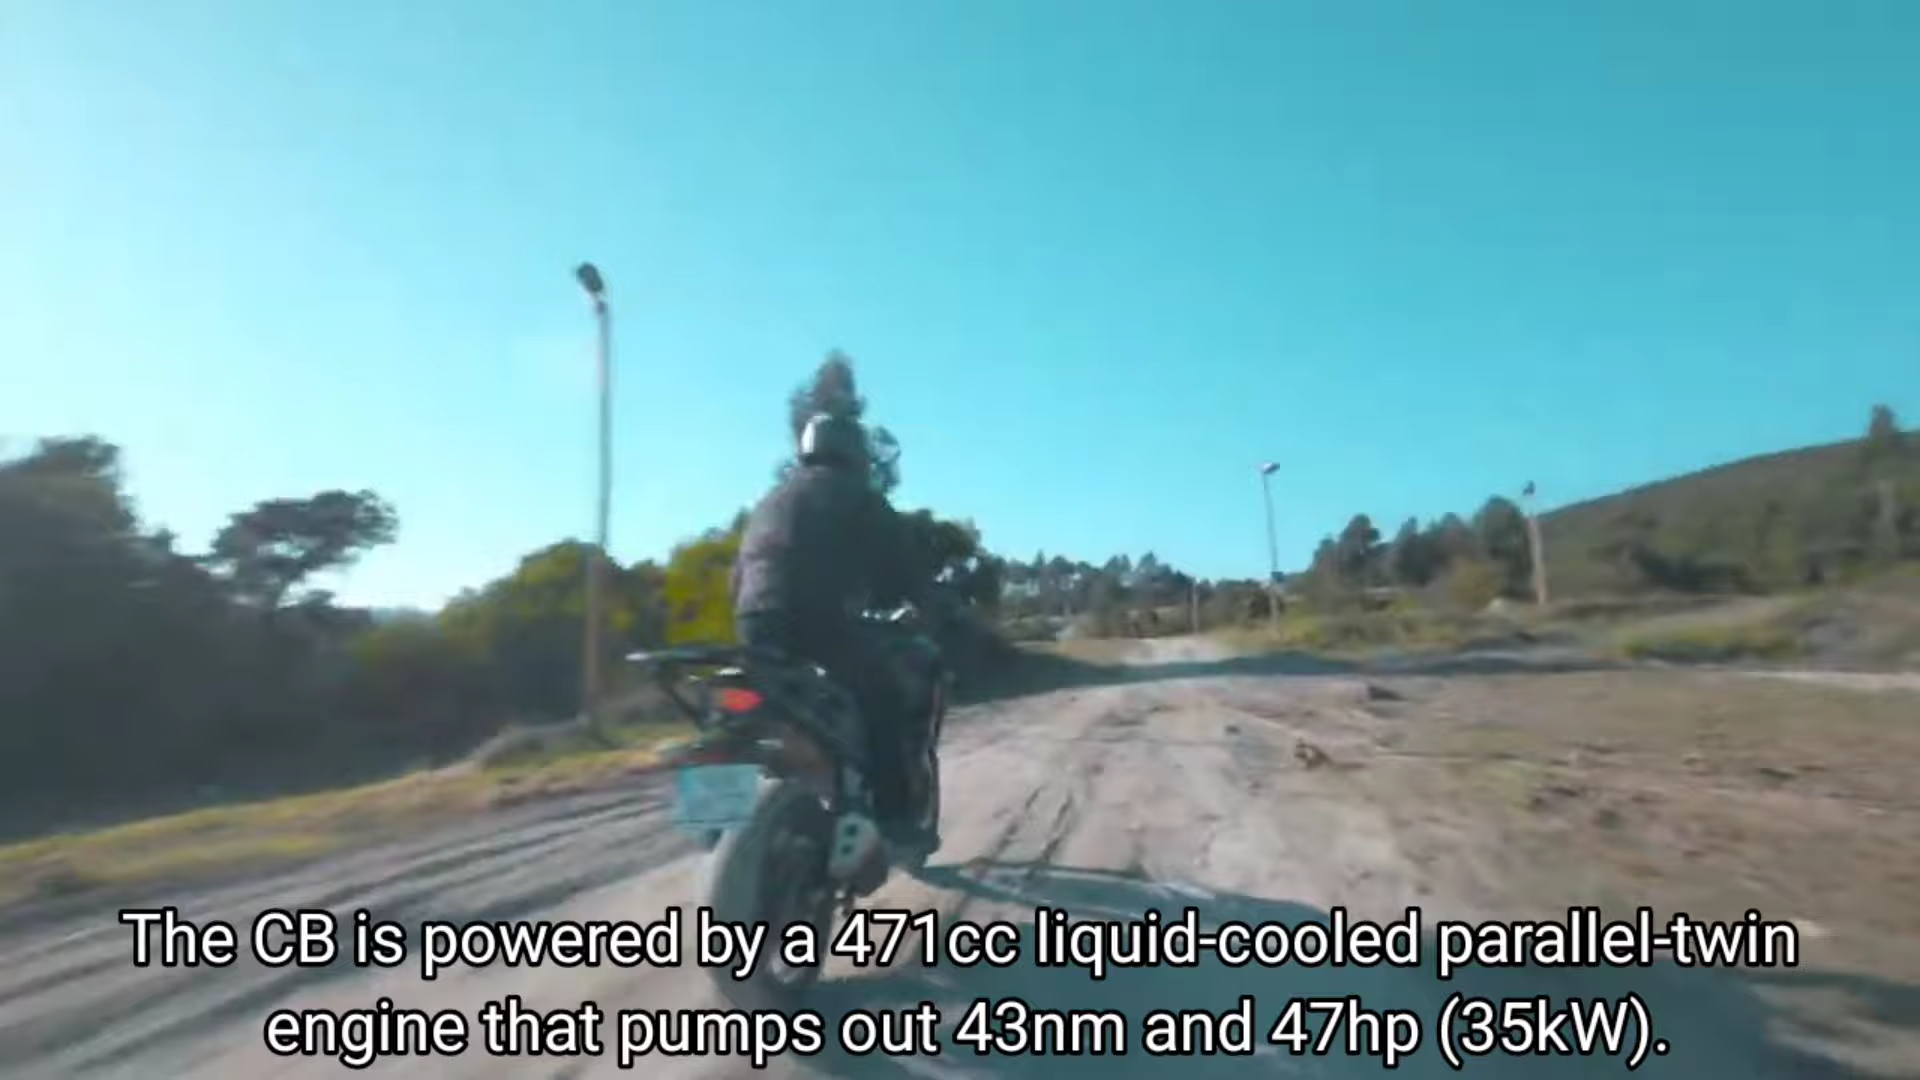 The CB is powered by a 471cc liquid-cooled parallel-twin
engine that pumps out 43nm and 47hp (35kW).